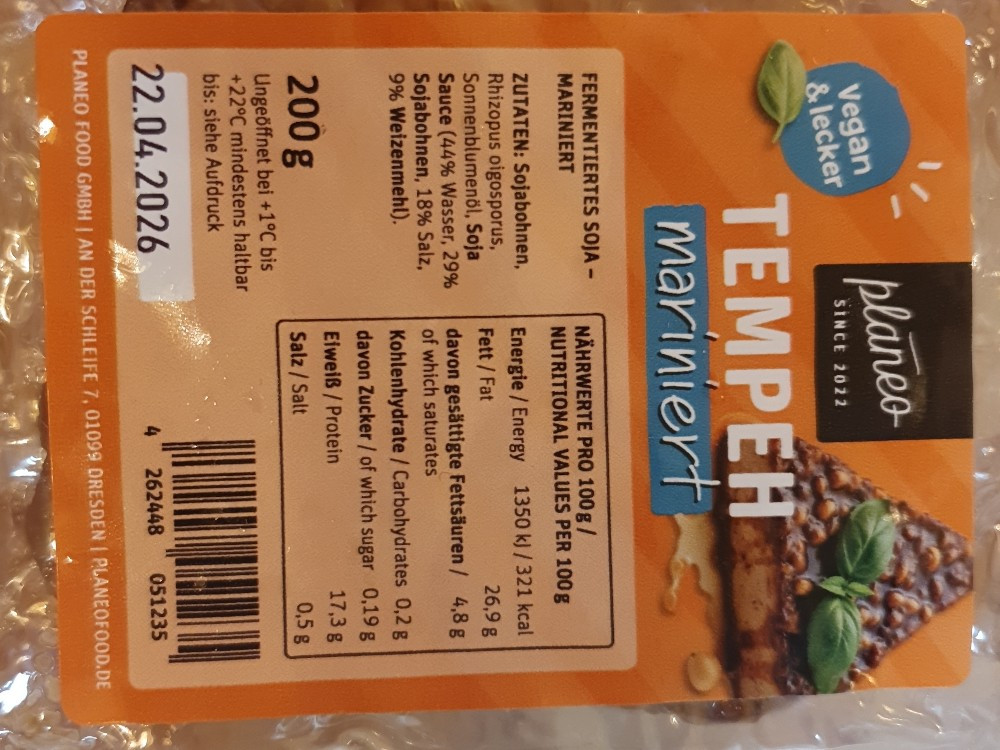 planeo
SINCE 2022
Vegan
& lecker
TEMPEH
mariniert
FERMENTIERTES SOJA –
MARINIERT
ZUTATEN: Sojabohnen,
Rhizopus oigosporus,
Sonnenblumenöl, Soja
Sauce (44% Wasser, 29%
Sojabohnen, 18% Salz,
9% Weizenmehl).
200 g
Ungeöffnet bei +1°C bis
+22°C mindestens haltbar
bis: siehe Aufdruck
22.04.2026
NÄHRWERTE PRO 100g /
NUTRITIONAL VALUES PER 100g
Energie / Energy 1350 kJ / 321 kcal
Fett / Fat 26,9 g
davon gesättigte Fettsäuren / 4,8 g
of which saturates
Kohlenhydrate / Carbohydrates 0,2 g
davon Zucker / of which sugar 0,19 g
Eiweiß / Protein 17,3 g
Salz / Salt 0,5 g
4 262448 051235
PLANEO FOOD GMBH | AN DER SCHLEIFE 7, 01099 DRESDEN | PLANEOFOOD.DE